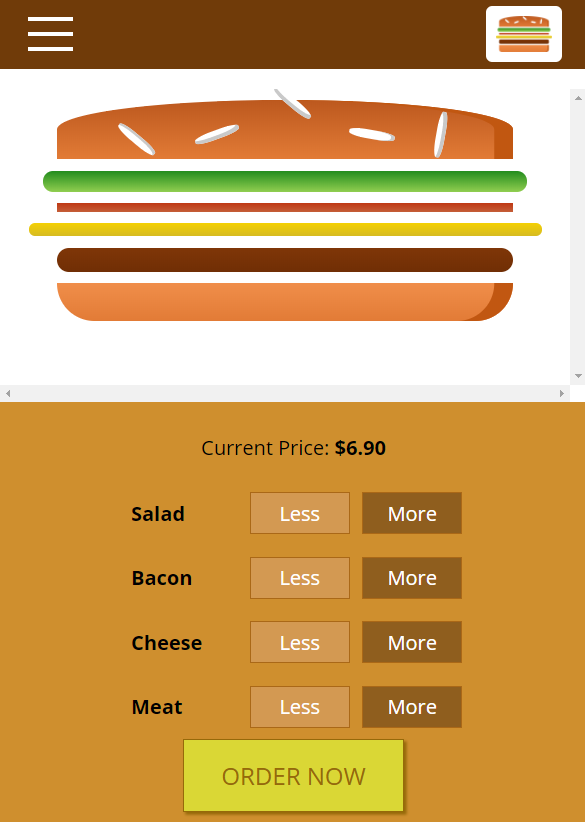 Current Price: $6.90
Salad Less More
Bacon Less More
Cheese Less More
Meat Less More
ORDER NOW